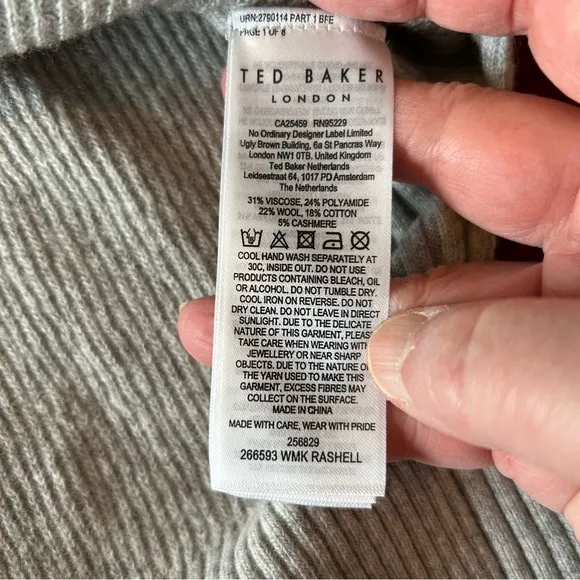 URN:2790114 PART 1 BFE
PAGE 1 OF 8
TED BAKER
LONDON
CA25459 RN95229
No Ordinary Designer Label Limited
Ugly Brown Building, 6a St Pancras Way
London NW1 0TB. United Kingdom
Ted Baker Netherlands
Leidsestraat 64, 1017 PD Amsterdam
The Netherlands
31% VISCOSE, 24% POLYAMIDE
22% WOOL, 18% COTTON
5% CASHMERE
COOL HAND WASH SEPARATELY AT
30C, INSIDE OUT. DO NOT USE
PRODUCTS CONTAINING BLEACH, OIL
OR ALCOHOL. DO NOT TUMBLE DRY.
COOL IRON ON REVERSE. DO NOT
DRY CLEAN. DO NOT LEAVE IN DIRECT
SUNLIGHT. DUE TO THE DELICATE
NATURE OF THIS GARMENT, PLEAS
TAKE CARE WHEN WEARING WITH
JEWELLERY OR NEAR SHARP
OBJECTS. DUE TO THE NATURE O
THE YARN USED TO MAKE THIS
GARMENT, EXCESS FIBRES MAY
COLLECT ON THE SURFACE.
MADE IN CHINA
MADE WITH CARE, WEAR WITH PRIDE
256829
266593 WMK RASHELL